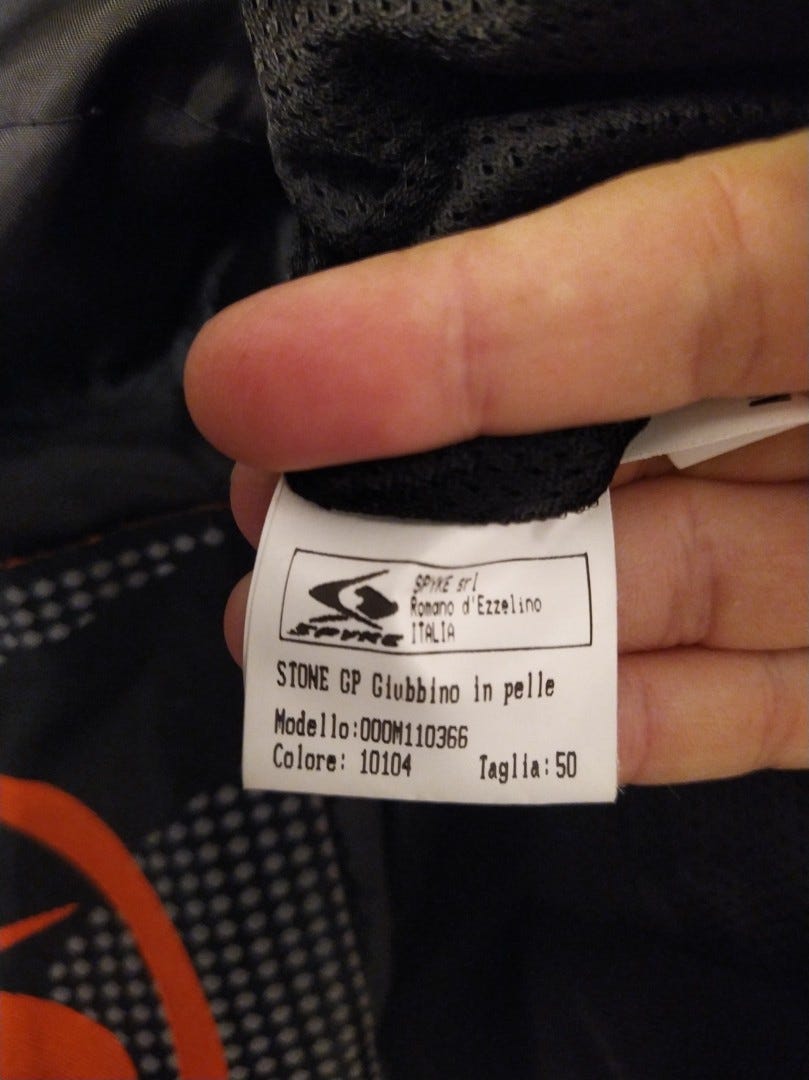 SPYKE srl
Romano d'Ezzelino
ITALIA
SPYKE
STONE GP Giubbino in pelle
Modello:000M110366
Colore: 10104 Taglia:50